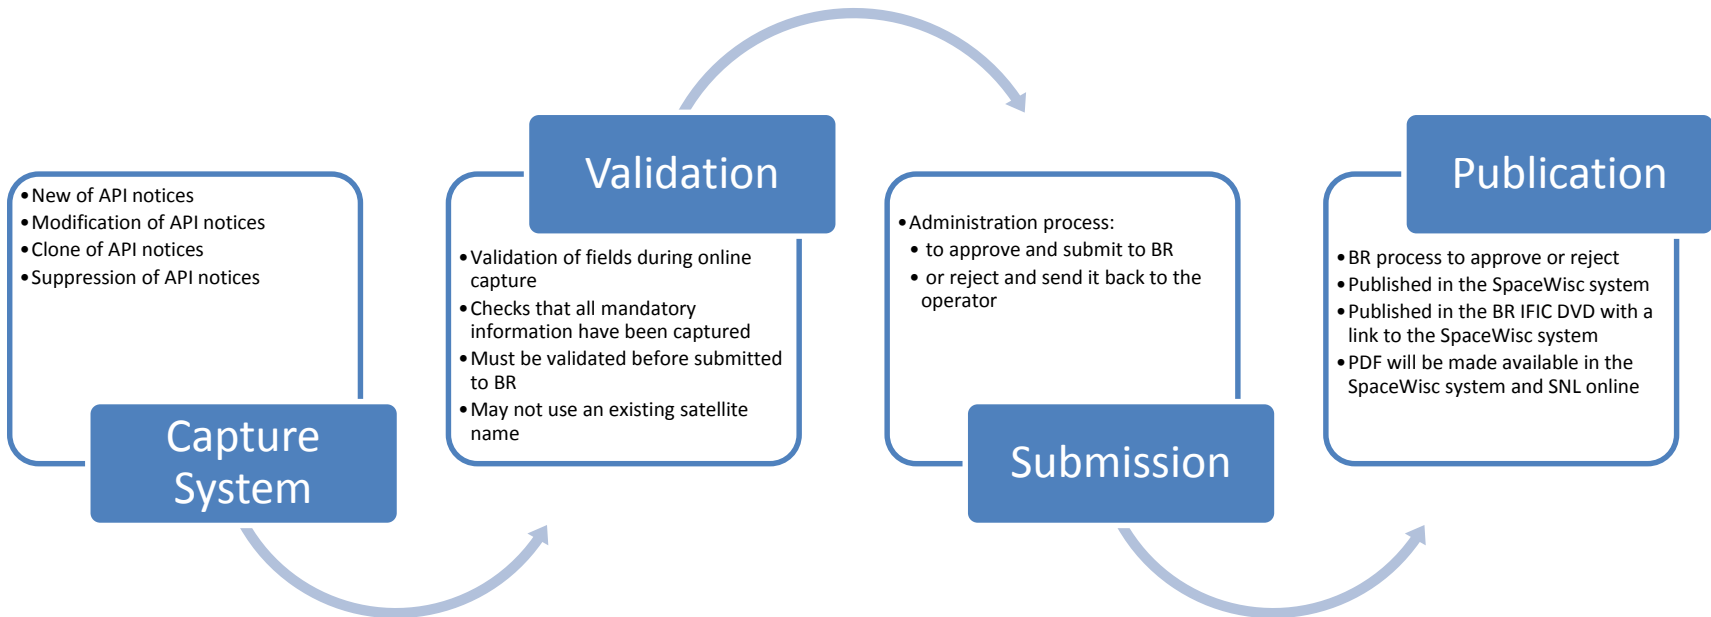 •New of API notices
•Modification of API notices
•Clone of API notices
•Suppression of API notices
Capture
System
Validation
•Validation of fields during online
capture
•Checks that all mandatory
information have been captured
•Must be validated before submitted
to BR
•May not use an existing satellite
name
•Administration process:
• to approve and submit to BR
• or reject and send it back to the
operator
Submission
Publication
•BR process to approve or reject
•Published in the SpaceWisc system
•Published in the BR IFIC DVD with a
link to the SpaceWisc system
•PDF will be made available in the
SpaceWisc system and SNL online